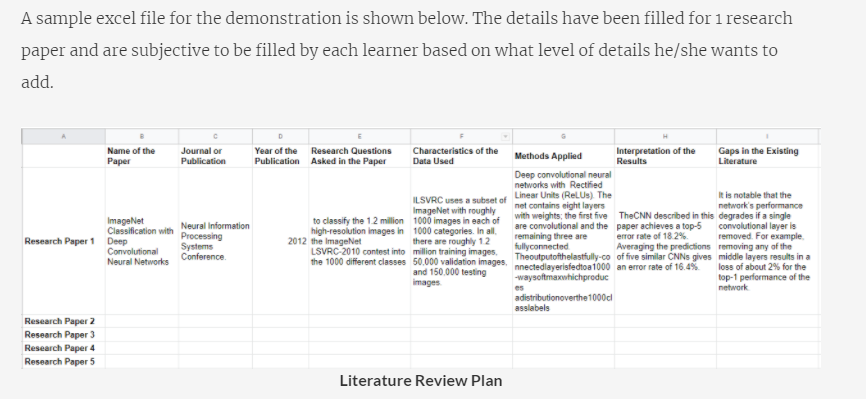 A sample excel file for the demonstration is shown below. The details have been filled for 1 research
paper and are subjective to be filled by each learner based on what level of details he/she wants to
add.
A B C D E F G H I
Name of the Paper
Journal or Publication
Year of the Publication
Research Questions Asked in the Paper
Characteristics of the Data Used
Methods Applied
Interpretation of the Results
Gaps in the Existing Literature
Research Paper 1
ImageNet
Classification with
Deep
Convolutional
Neural Networks
Neural Information
Processing
Systems
Conference.
2012
to classify the 1.2 million
high-resolution images in
the ImageNet
LSVRC-2010 contest into
the 1000 different classes
ILSVRC uses a subset of
ImageNet with roughly
1000 images in each of
1000 categories. In all,
there are roughly 1.2
million training images,
50,000 validation images,
and 150,000 testing
images.
Deep convolutional neural
networks with Rectified
Linear Units (ReLUs). The
net contains eight layers
with weights; the first five
are convolutional and the
remaining three are
fullyconnected.
Theoutputofthelastfully-co
nnectedlayerisfedtoa1000
-waysoftmaxwhichproduc
es
adistributionoverthe1000cl
asslabels
TheCNN described in this
paper achieves a top-5
error rate of 18.2%.
Averaging the predictions
of five similar CNNs gives
an error rate of 16.4%.
It is notable that the
network's performance
degrades if a single
convolutional layer is
removed. For example,
removing any of the
middle layers results in a
loss of about 2% for the
top-1 performance of the
network.
Research Paper 2
Research Paper 3
Research Paper 4
Research Paper 5
Literature Review Plan